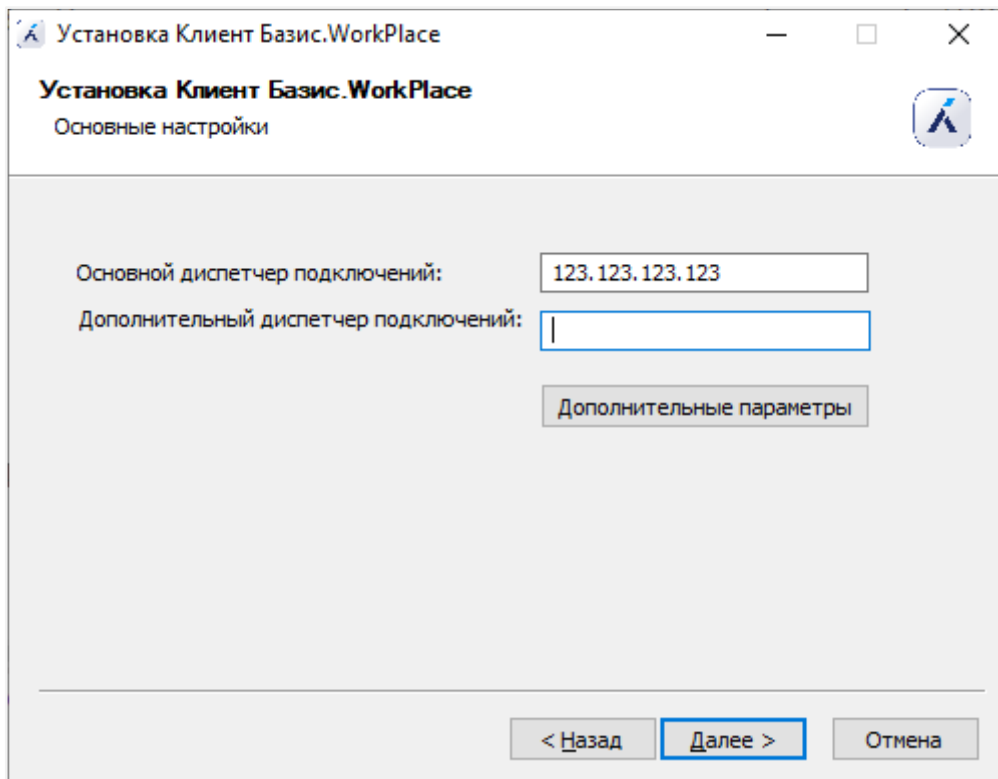 Установка Клиент Базис.WorkPlace
Установка Клиент Базис.WorkPlace
Основные настройки
Основной диспетчер подключений: 123.123.123.123
Дополнительный диспетчер подключений:
Дополнительные параметры
< Назад Далее > Отмена